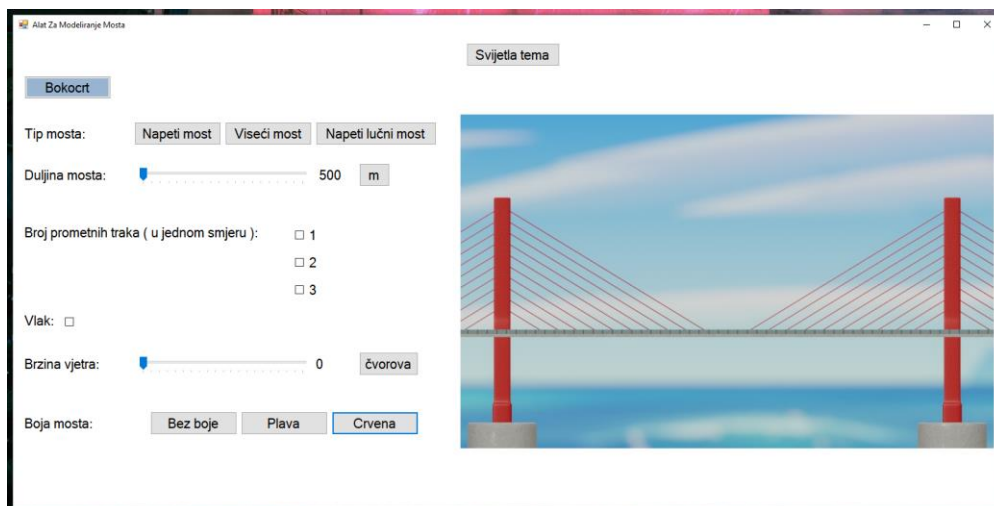 Alat Za Modeliranje Mosta
Svijetla tema
Bokocrt
Tip mosta: Napeti most Viseći most Napeti lučni most
Duljina mosta: 500 m
Broj prometnih traka ( u jednom smjeru ): 1
2
3
Vlak:
Brzina vjetra: 0 čvorova
Boja mosta: Bez boje Plava Crvena